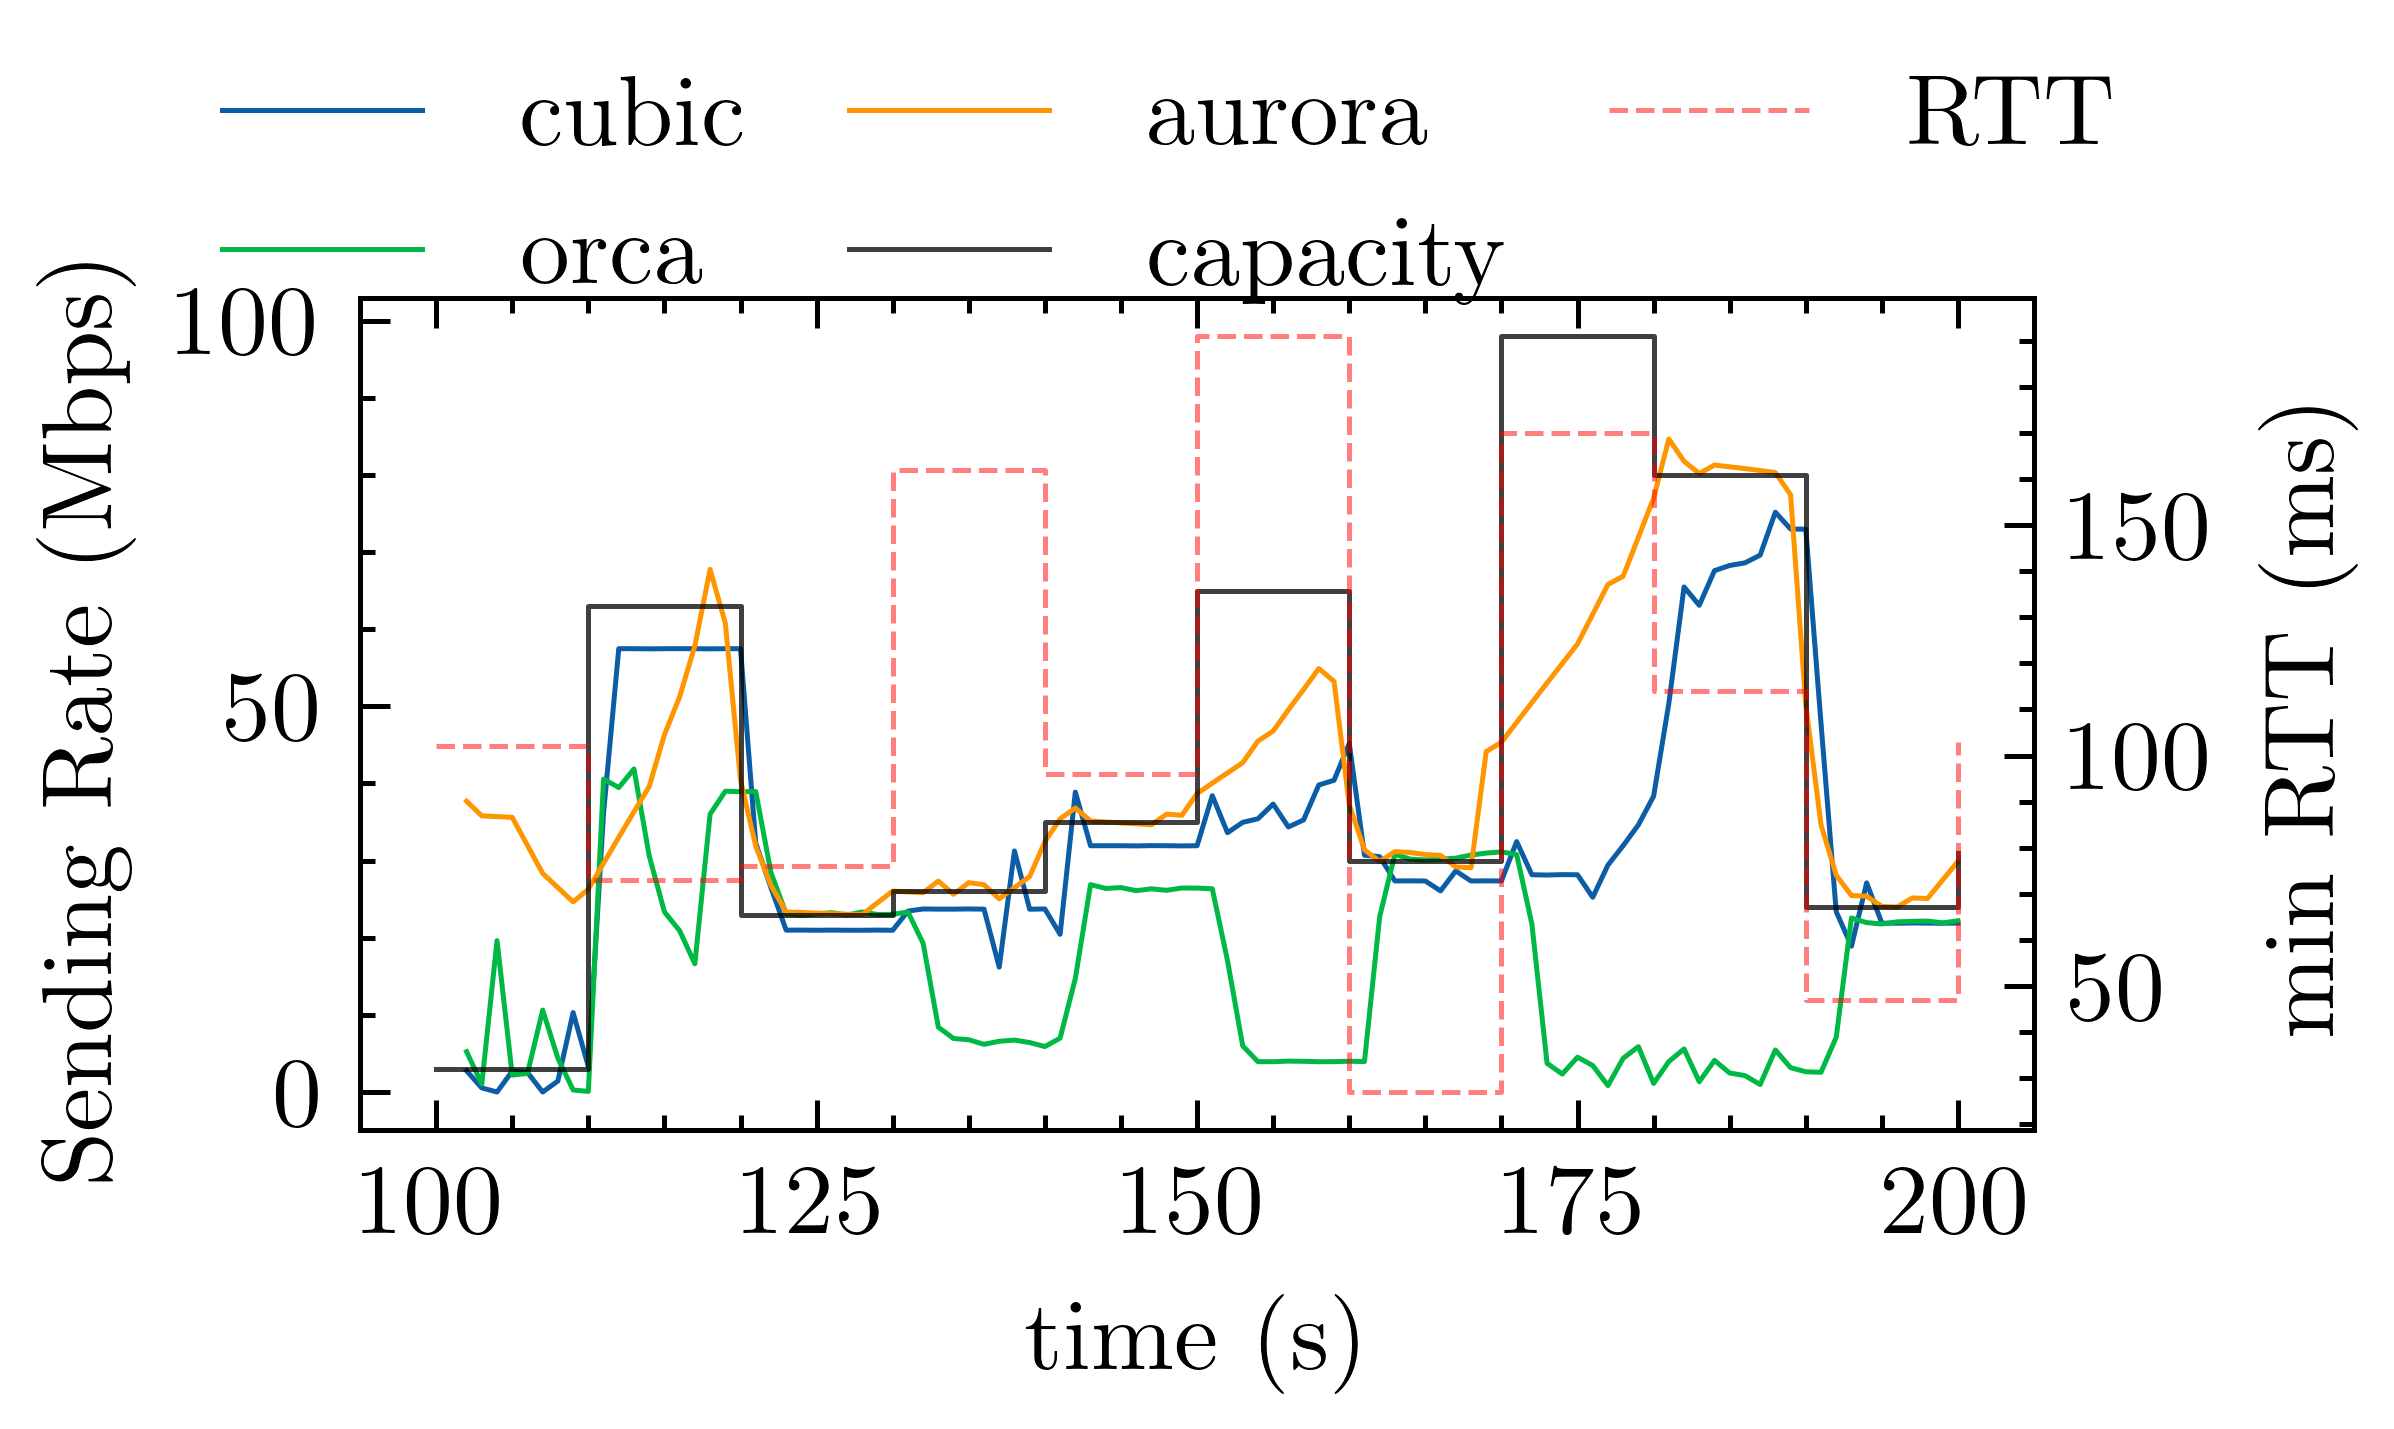 cubic aurora RTT
orca capacity
Sending Rate (Mbps)
100
50
0
150
100
50
min RTT (ms)
100 125 150 175 200
time (s)